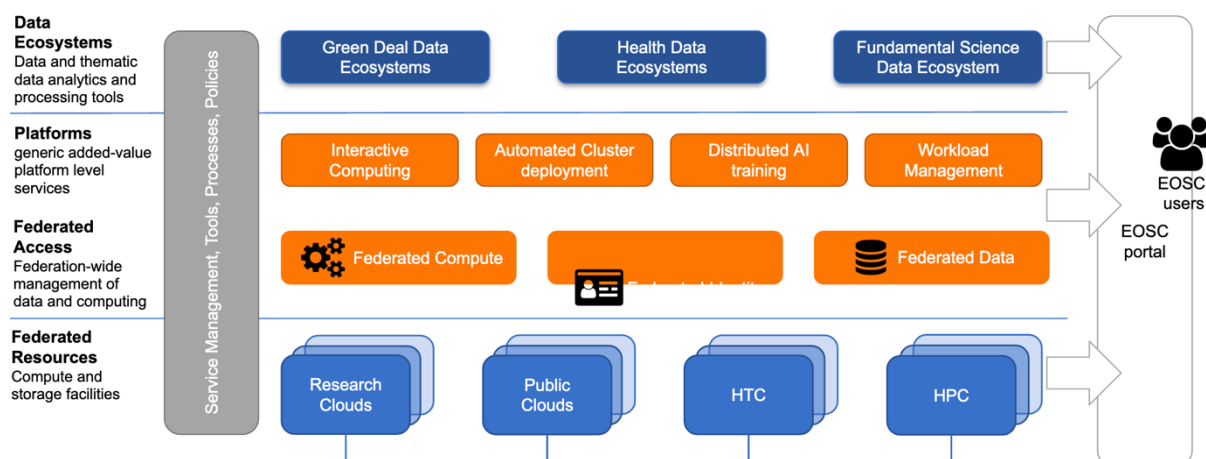 Data
Ecosystems
Data and thematic
data analytics and
processing tools
Platforms
generic added-value
platform level
services
Federated
Access
Federation-wide
management of
data and computing
Federated
Resources
Compute and
storage facilities
Service Management, Tools, Processes, Policies
Green Deal Data
Ecosystems
Health Data
Ecosystems
Fundamental Science
Data Ecosystem
Interactive
Computing
Automated Cluster
deployment
Distributed AI
training
Workload
Management
Federated Compute
Federated Identity
Federated Data
Research
Clouds
Public
Clouds
HTC
HPC
EOSC
users
EOSC
portal